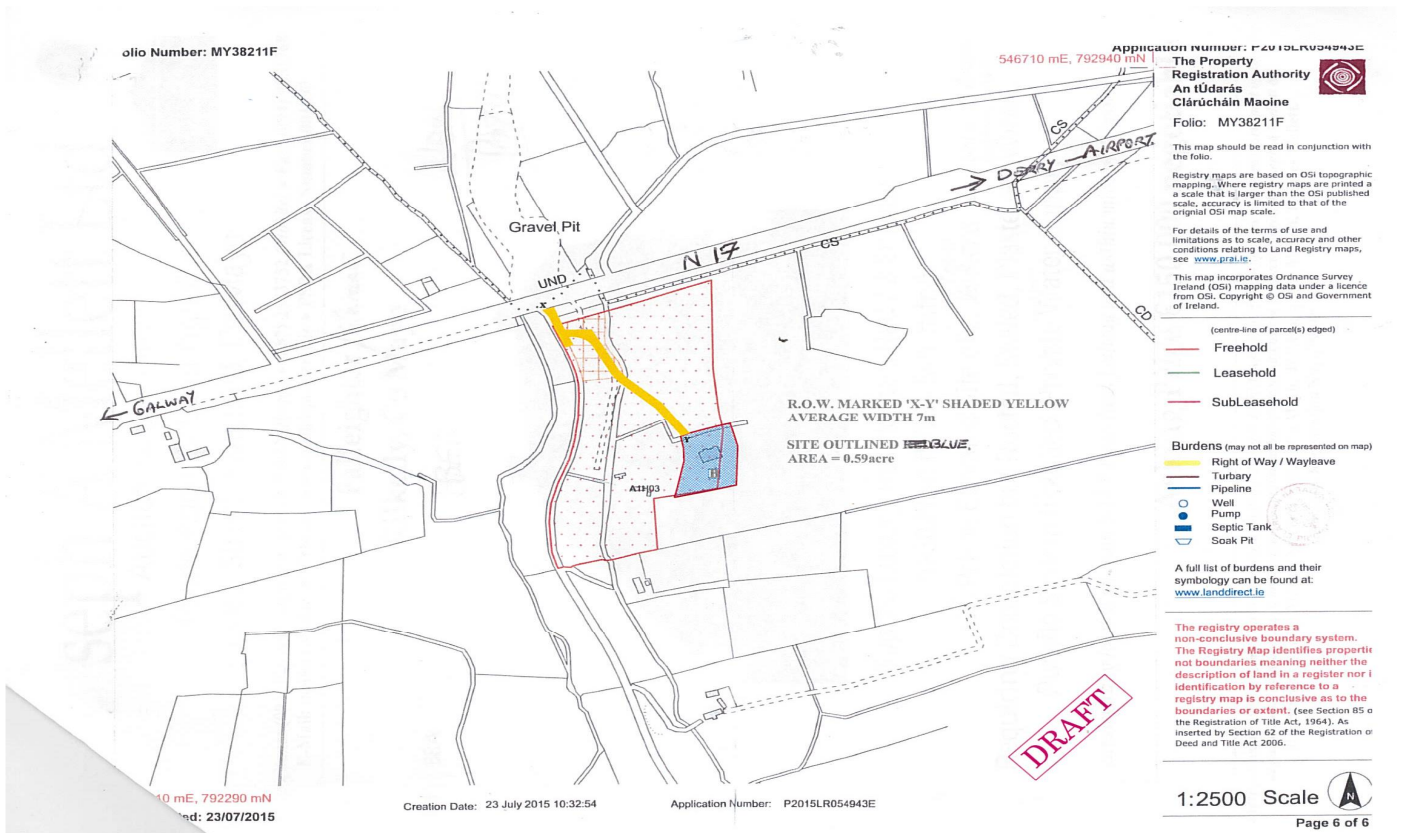 olio Number: MY38211F
Application Number: P2015LR054943E
546710 mE, 792940 mN
The Property
Registration Authority
An tÚdarás
Clárúcháin Maoine
Folio: MY38211F
This map should be read in conjunction with
the folio.
Registry maps are based on OSi topographic
mapping. Where registry maps are printed a
a scale that is larger than the OSi published
scale, accuracy is limited to that of the
orignial OSi map scale.
For details of the terms of use and
limitations as to scale, accuracy and other
conditions relating to Land Registry maps,
see www.prai.ie.
This map incorporates Ordnance Survey
Ireland (OSi) mapping data under a licence
from OSi. Copyright © OSi and Government
of Ireland.
(centre-line of parcel(s) edged)
Freehold
Leasehold
SubLeasehold
Burdens (may not all be represented on map)
Right of Way / Wayleave
Turbary
Pipeline
Well
Pump
Septic Tank
Soak Pit
A full list of burdens and their
symbology can be found at:
www.landdirect.ie
The registry operates a
non-conclusive boundary system.
The Registry Map identifies properti
not boundaries meaning neither the
description of land in a register nor i
identification by reference to a
registry map is conclusive as to the
boundaries or extent. (see Section 85 o
the Registration of Title Act, 1964). As
inserted by Section 62 of the Registration of
Deed and Title Act 2006.
1:2500 Scale
N
Page 6 of 6
CS
→ DERRY - AIRPORT
Gravel Pit
N 17
CS
UND
X
CD
← GALWAY
R.O.W. MARKED 'X-Y' SHADED YELLOW
AVERAGE WIDTH 7m
Y
SITE OUTLINED RED BLUE,
AREA = 0.59acre
DRAFT
10 mE, 792290 mN
ed: 23/07/2015
Creation Date: 23 July 2015 10:32:54
Application Number: P2015LR054943E